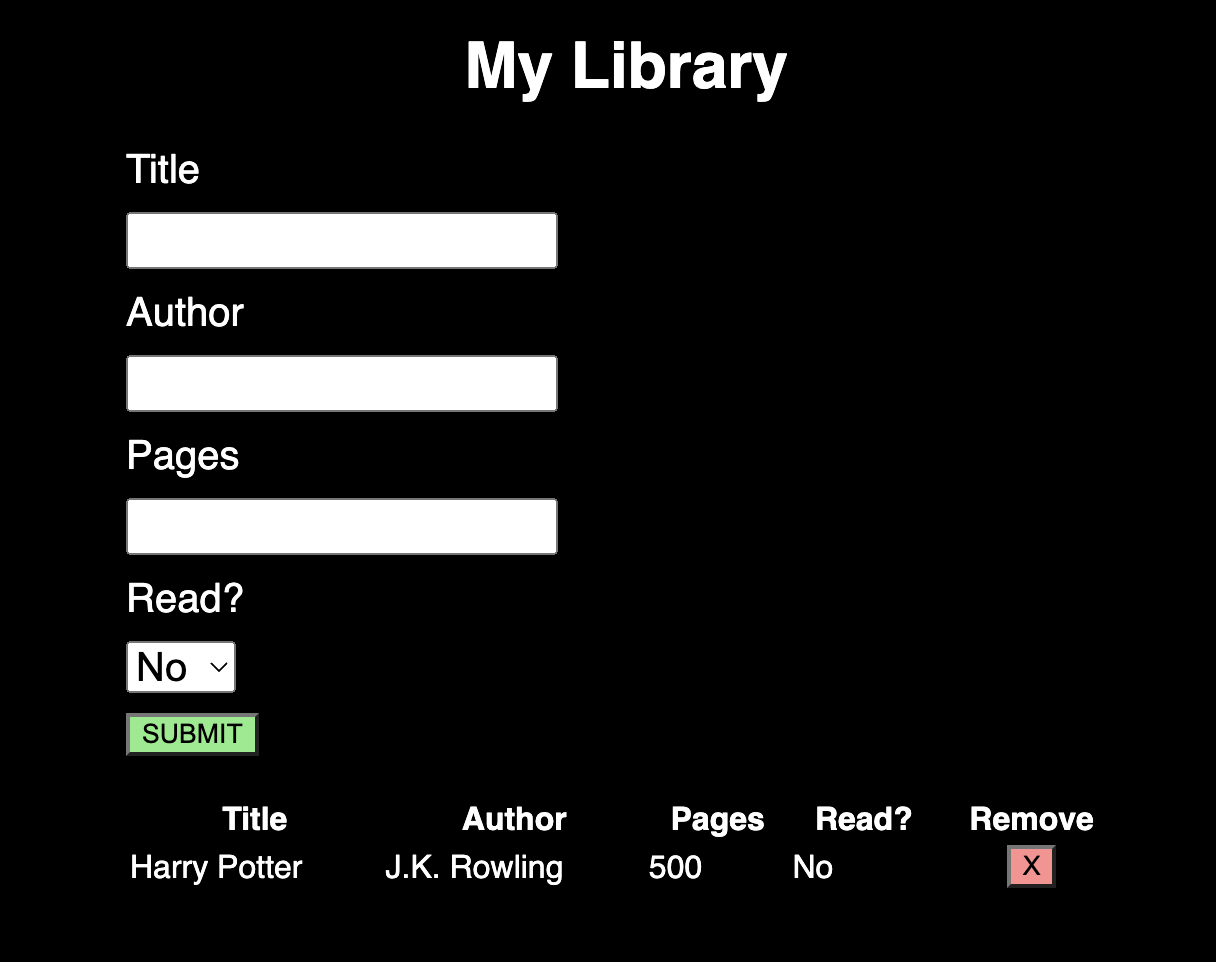 My Library
Title
Author
Pages
Read?
No
SUBMIT
Title Author Pages Read? Remove
Harry Potter J.K. Rowling 500 No X